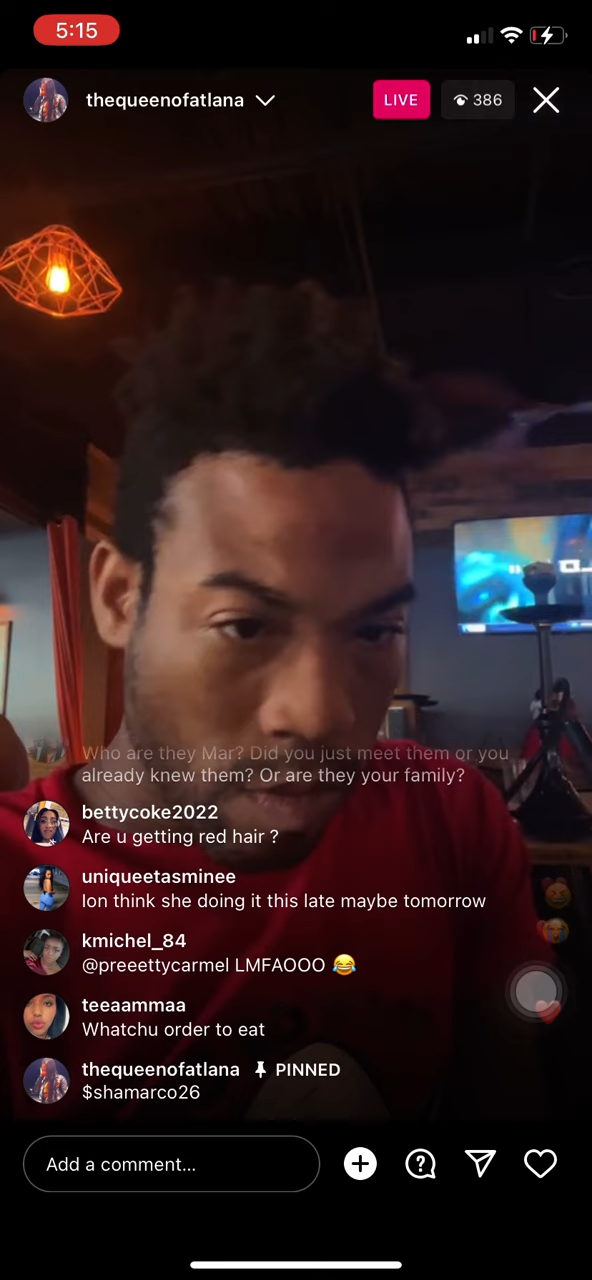 5:15
thequeenofatlana
LIVE
386
Who are they Mar? Did you just meet them or you
already knew them? Or are they your family?
bettycoke2022
Are u getting red hair ?
uniqueetasminee
Ion think she doing it this late maybe tomorrow
kmichel_84
@preeettycarmel LMFAOOO 😂
teeaammaa
Whatchu order to eat
thequeenofatlana PINNED
$shamarco26
Add a comment...